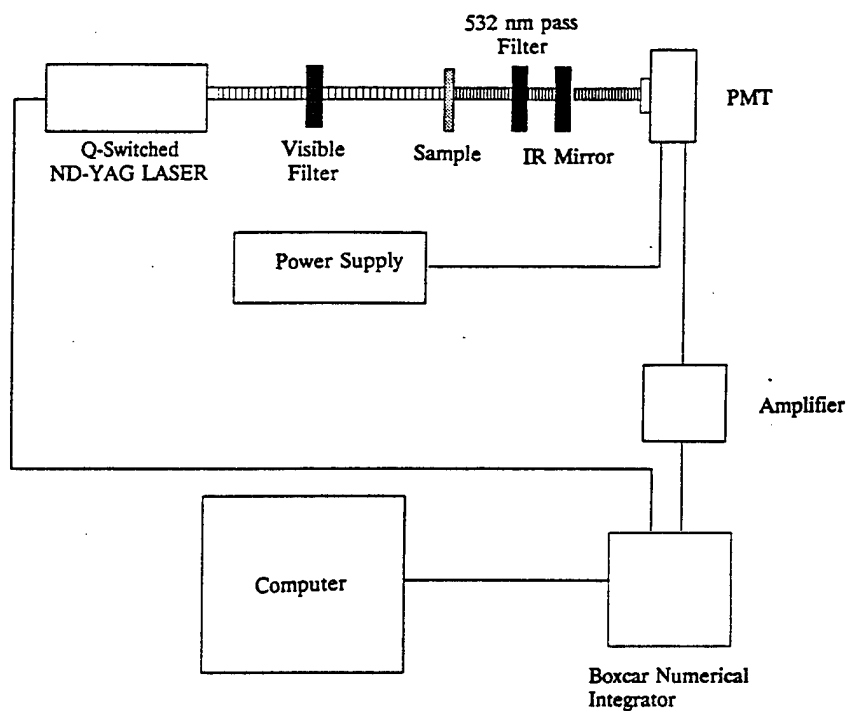 532 nm pass
Filter
PMT
Q-Switched
ND-YAG LASER
Visible
Filter
Sample
IR Mirror
Power Supply
Amplifier
Computer
Boxcar Numerical
Integrator